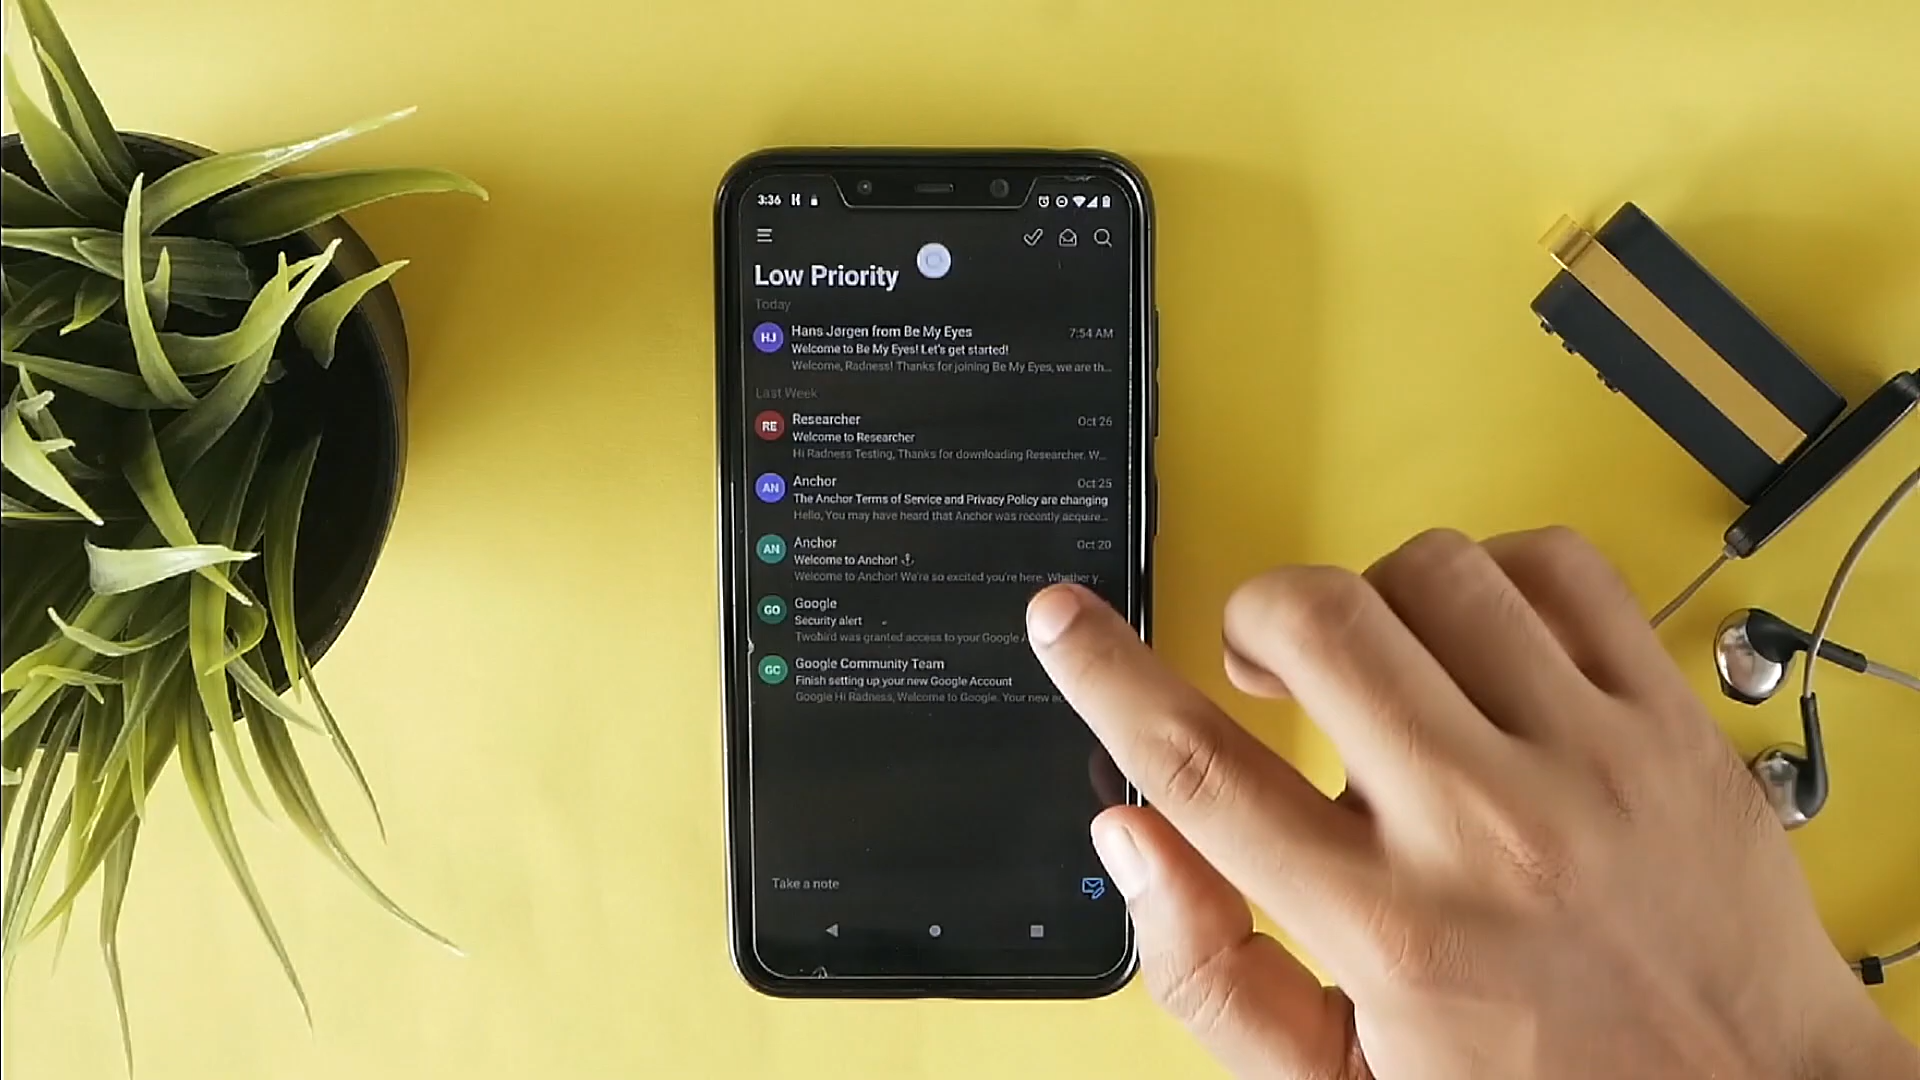 3:36
Low Priority
Today
HJ
Hans Jørgen from Be My Eyes
7:54 AM
Welcome to Be My Eyes! Let's get started!
Welcome, Radness! Thanks for joining Be My Eyes, we are th...
Last Week
RE
Researcher
Oct 26
Welcome to Researcher
Hi Radness Testing, Thanks for downloading Researcher. W...
AN
Anchor
Oct 25
The Anchor Terms of Service and Privacy Policy are changing
Hello, You may have heard that Anchor was recently acquire...
AN
Anchor
Oct 20
Welcome to Anchor! ⚓
Welcome to Anchor! We're so excited you're here. Whether y...
GO
Google
Security alert
Twobird was granted access to your Google
GC
Google Community Team
Finish setting up your new Google Account
Google Hi Radness, Welcome to Google. Your new
Take a note